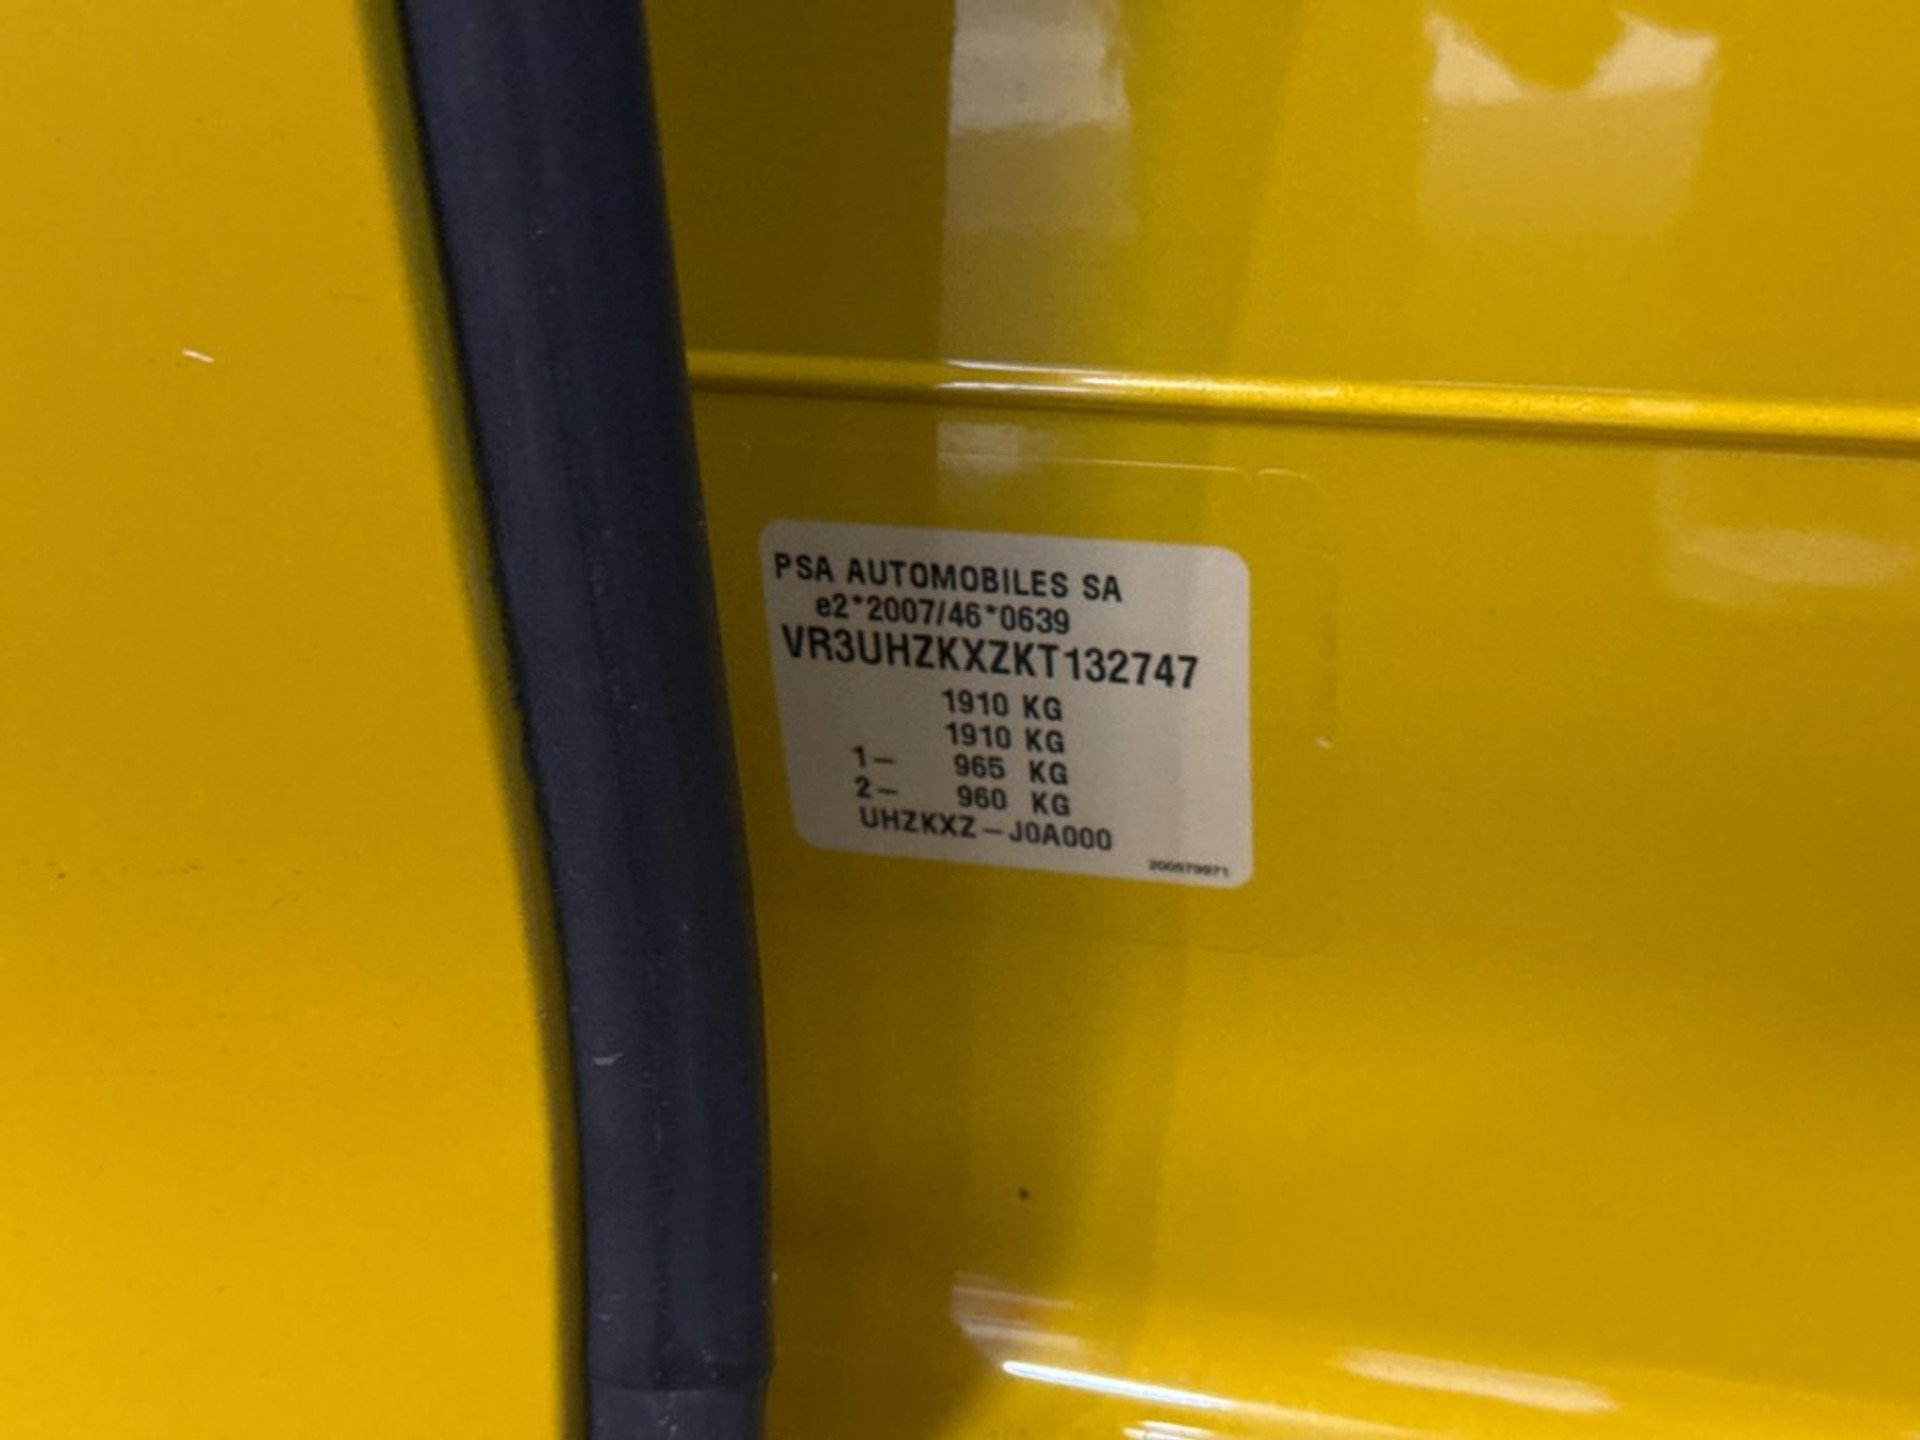 PSA AUTOMOBILES SA
e2*2007/46*0639
VR3UHZKXZKT132747
1910 KG
1910 KG
1- 965 KG
2- 960 KG
UHZKXZ-J0A000
200579971